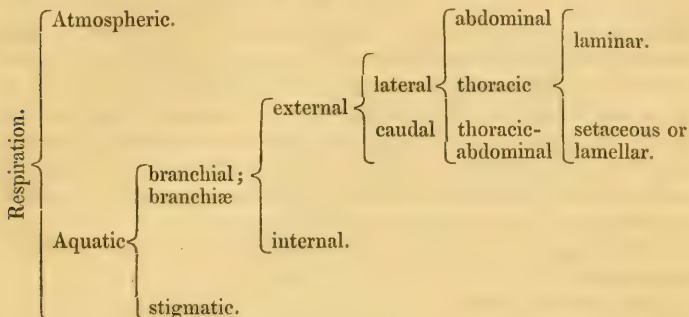 Respiration.
Atmospheric.
Aquatic
branchial;
branchiæ
stigmatic.
external
internal.
lateral
caudal
abdominal
thoracic
thoracic-
abdominal
laminar.
setaceous or
lamellar.